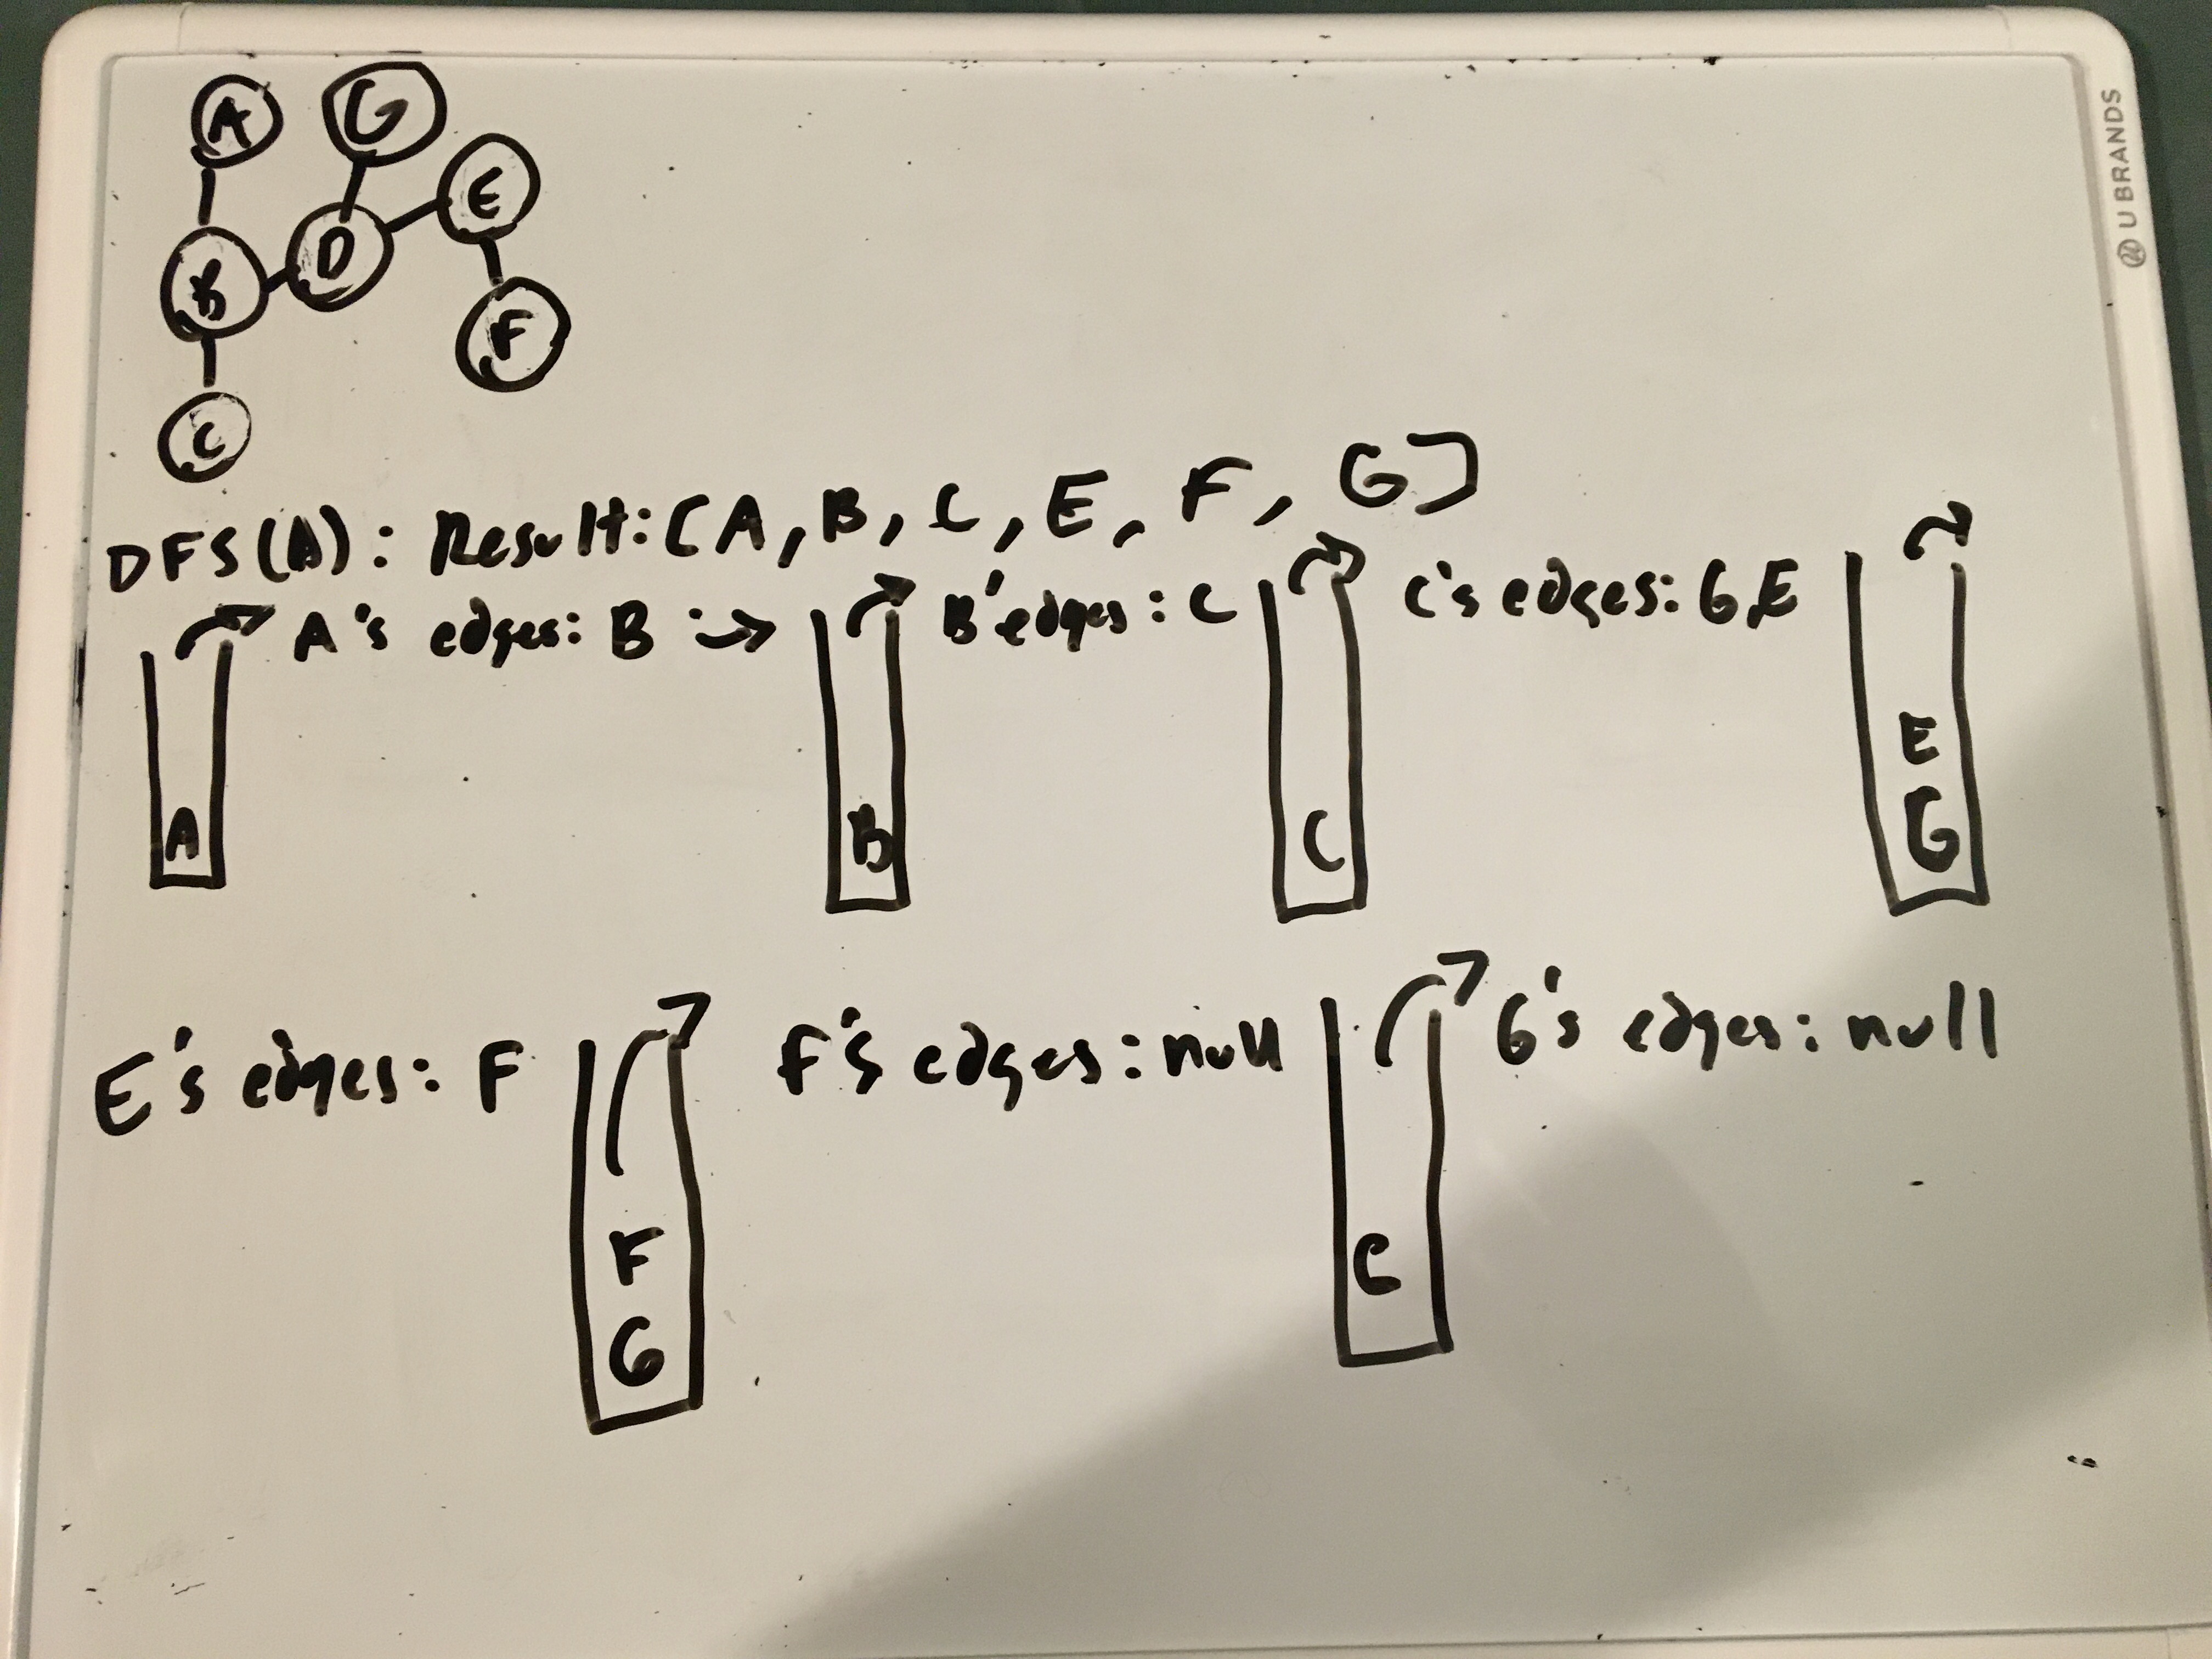 A G
E
B D
F
C
DFS(A): Result: [A, B, C, E, F, G]
A's edges: B :→ B' edges: C C's edges: G,E
A B C E
G
E's edges: F f's edges: null G's edges: null
F C
G
U BRANDS